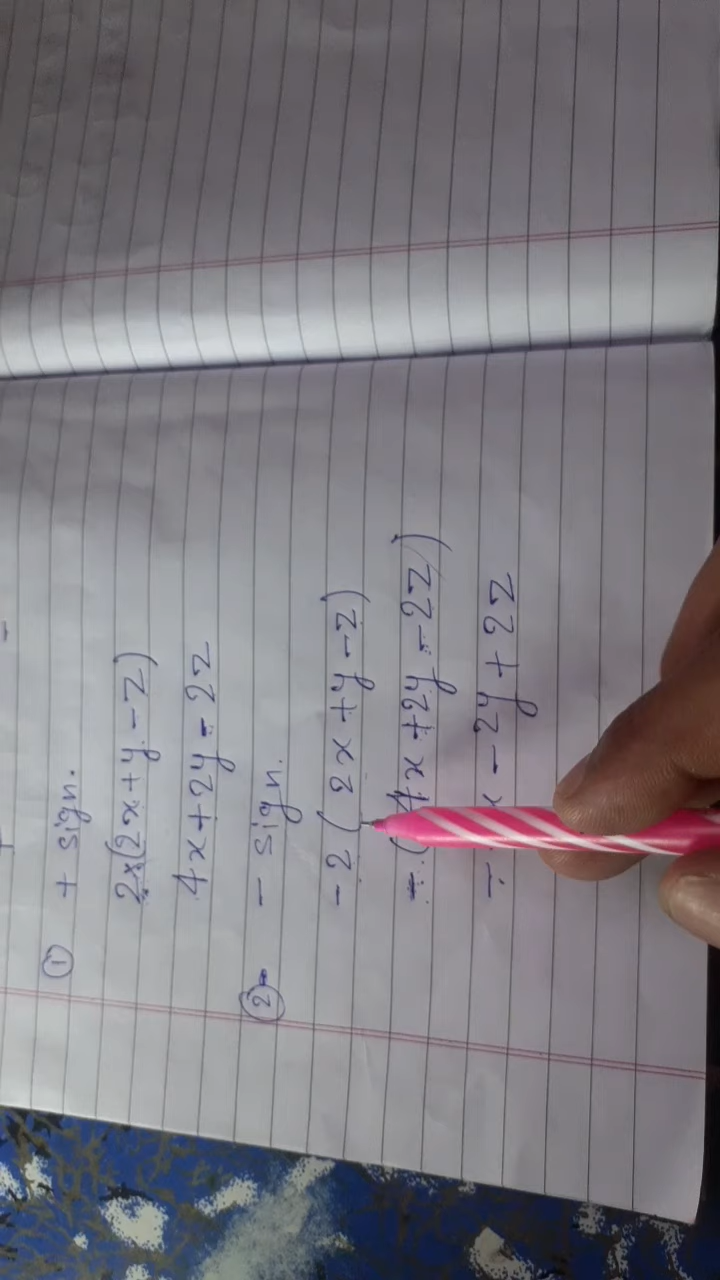 ① + sign.
2x(2x+y-z)
4x+2y-2z
② - sign.
-2(2x+y-z)
-(4x+2y-2z)
- x-2y+2z